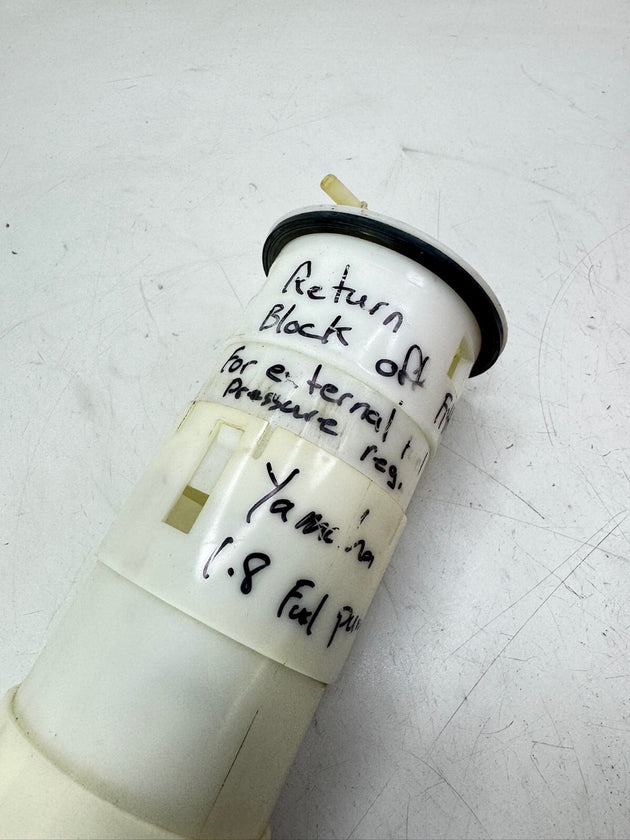 Return
Block off
For external
Pressure reg.
Yamaha
1.8 Fuel